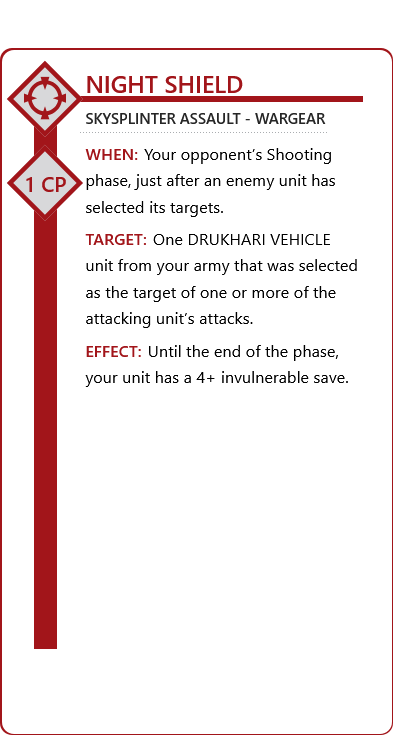 NIGHT SHIELD
SKYSPLINTER ASSAULT - WARGEAR
1 CP
WHEN: Your opponent’s Shooting
phase, just after an enemy unit has
selected its targets.
TARGET: One DRUKHARI VEHICLE
unit from your army that was selected
as the target of one or more of the
attacking unit’s attacks.
EFFECT: Until the end of the phase,
your unit has a 4+ invulnerable save.